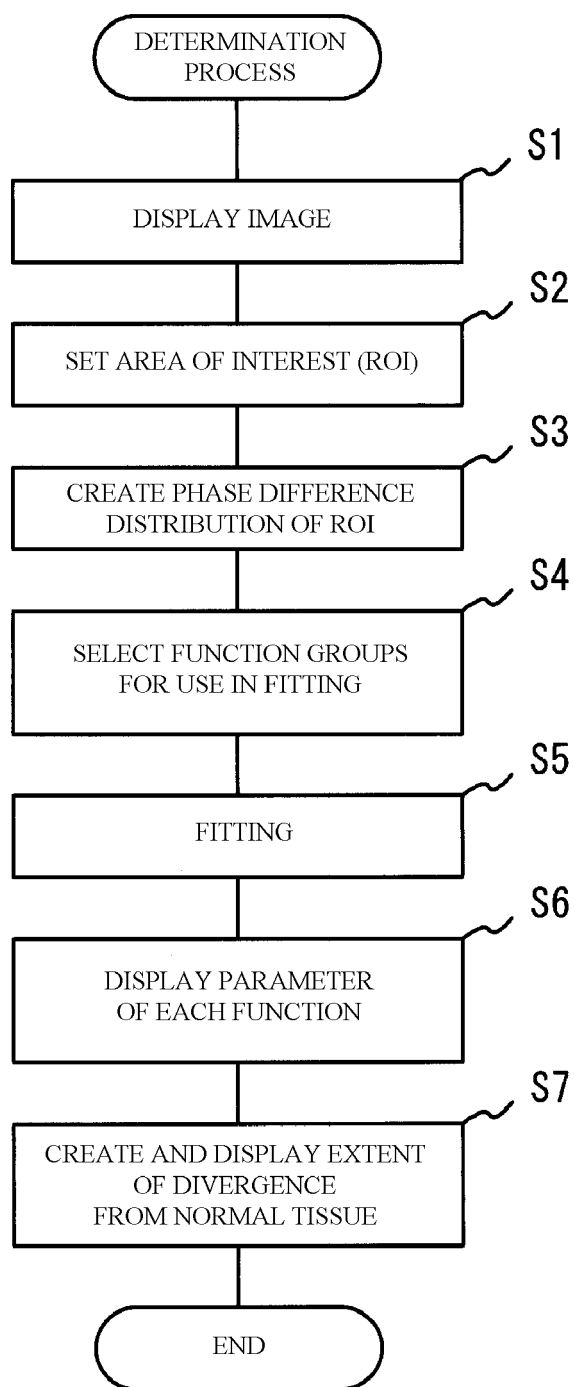 DETERMINATION
PROCESS
S1
DISPLAY IMAGE
S2
SET AREA OF INTEREST (ROI)
S3
CREATE PHASE DIFFERENCE
DISTRIBUTION OF ROI
S4
SELECT FUNCTION GROUPS
FOR USE IN FITTING
S5
FITTING
S6
DISPLAY PARAMETER
OF EACH FUNCTION
S7
CREATE AND DISPLAY EXTENT
OF DIVERGENCE
FROM NORMAL TISSUE
END